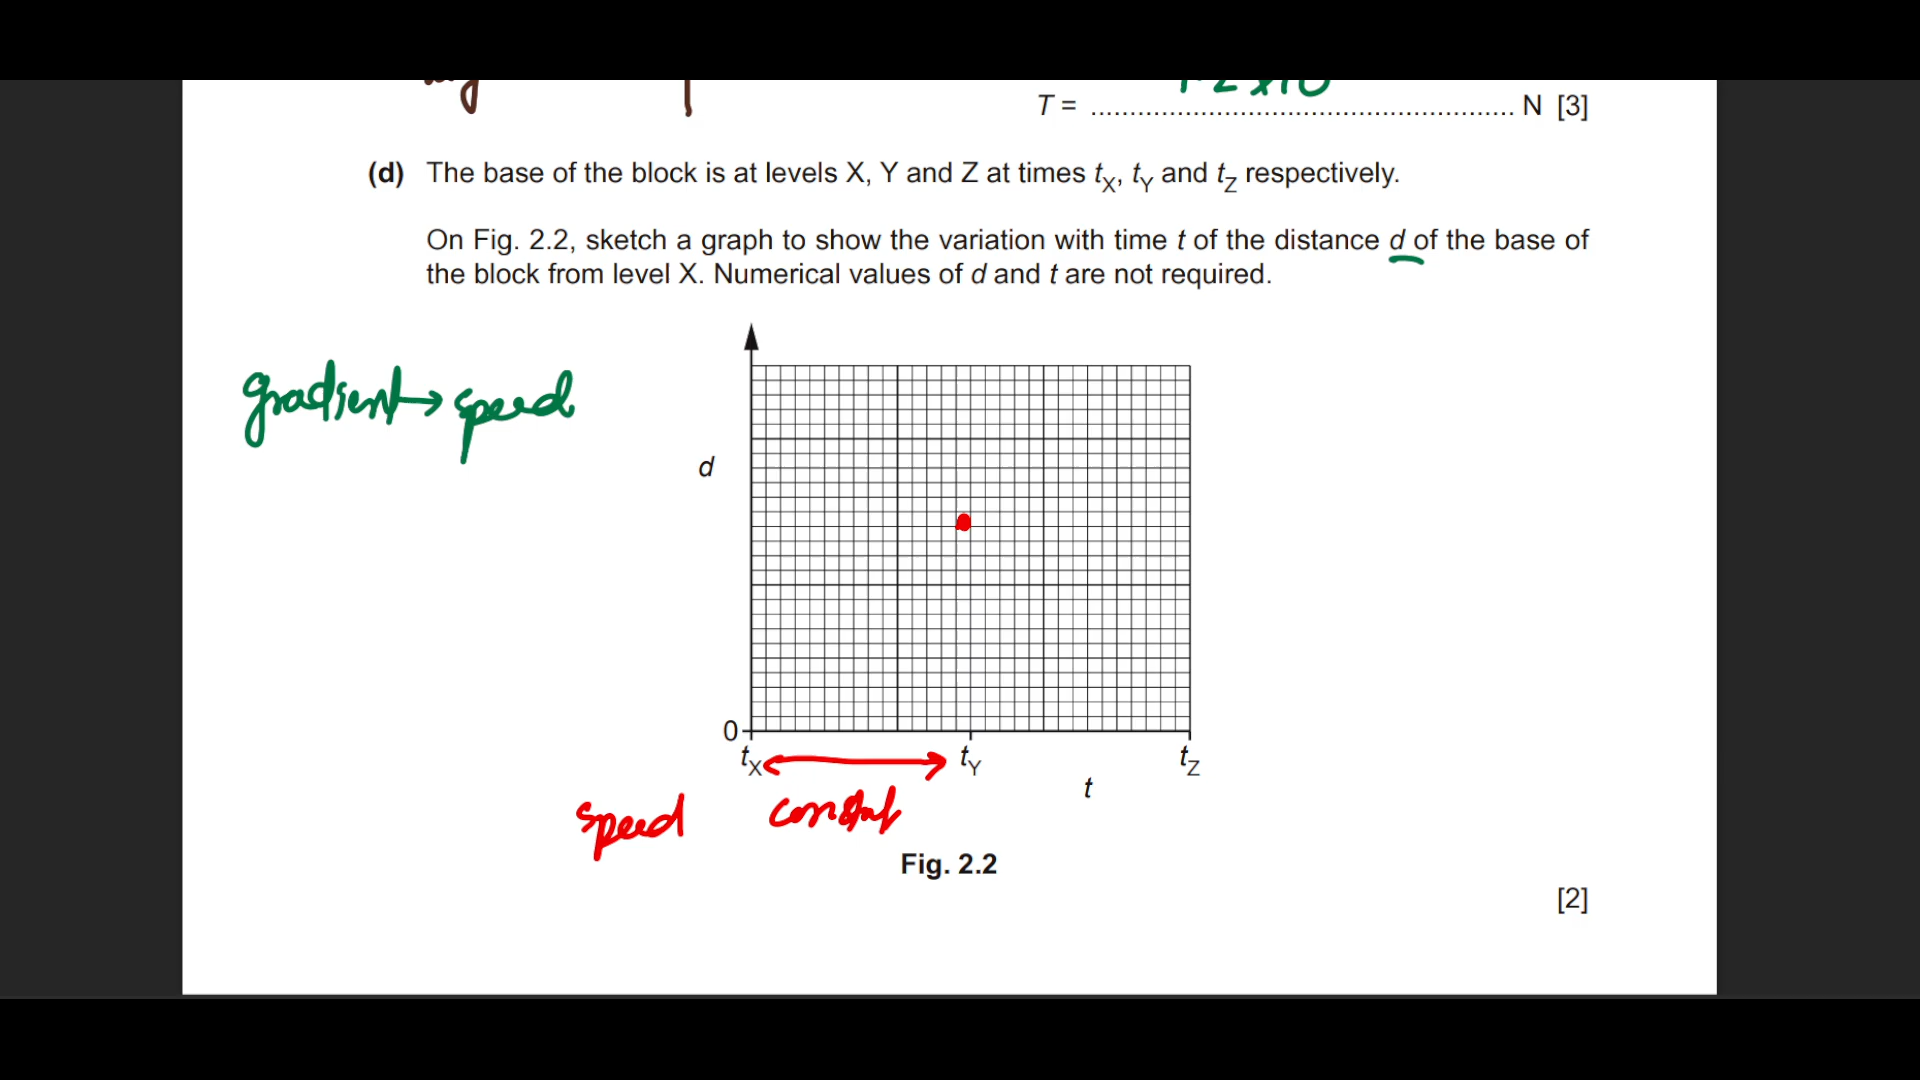 T = .................................................... N [3]
(d) The base of the block is at levels X, Y and Z at times tX, tY and tZ respectively.
On Fig. 2.2, sketch a graph to show the variation with time t of the distance d of the base of
the block from level X. Numerical values of d and t are not required.
gradient → speed
d
0
tX tY tZ
t
speed
Fig. 2.2
[2]